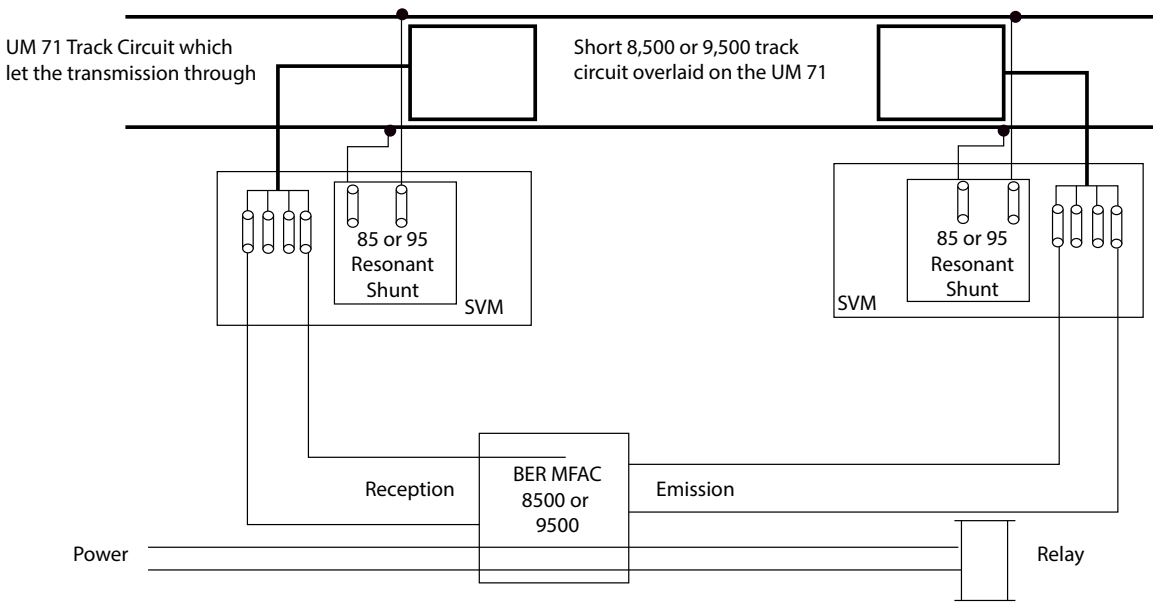 UM 71 Track Circuit which
let the transmission through
Short 8,500 or 9,500 track
circuit overlaid on the UM 71
85 or 95
Resonant
Shunt
SVM
85 or 95
Resonant
Shunt
SVM
Reception
BER MFAC
8500 or
9500
Emission
Power
Relay